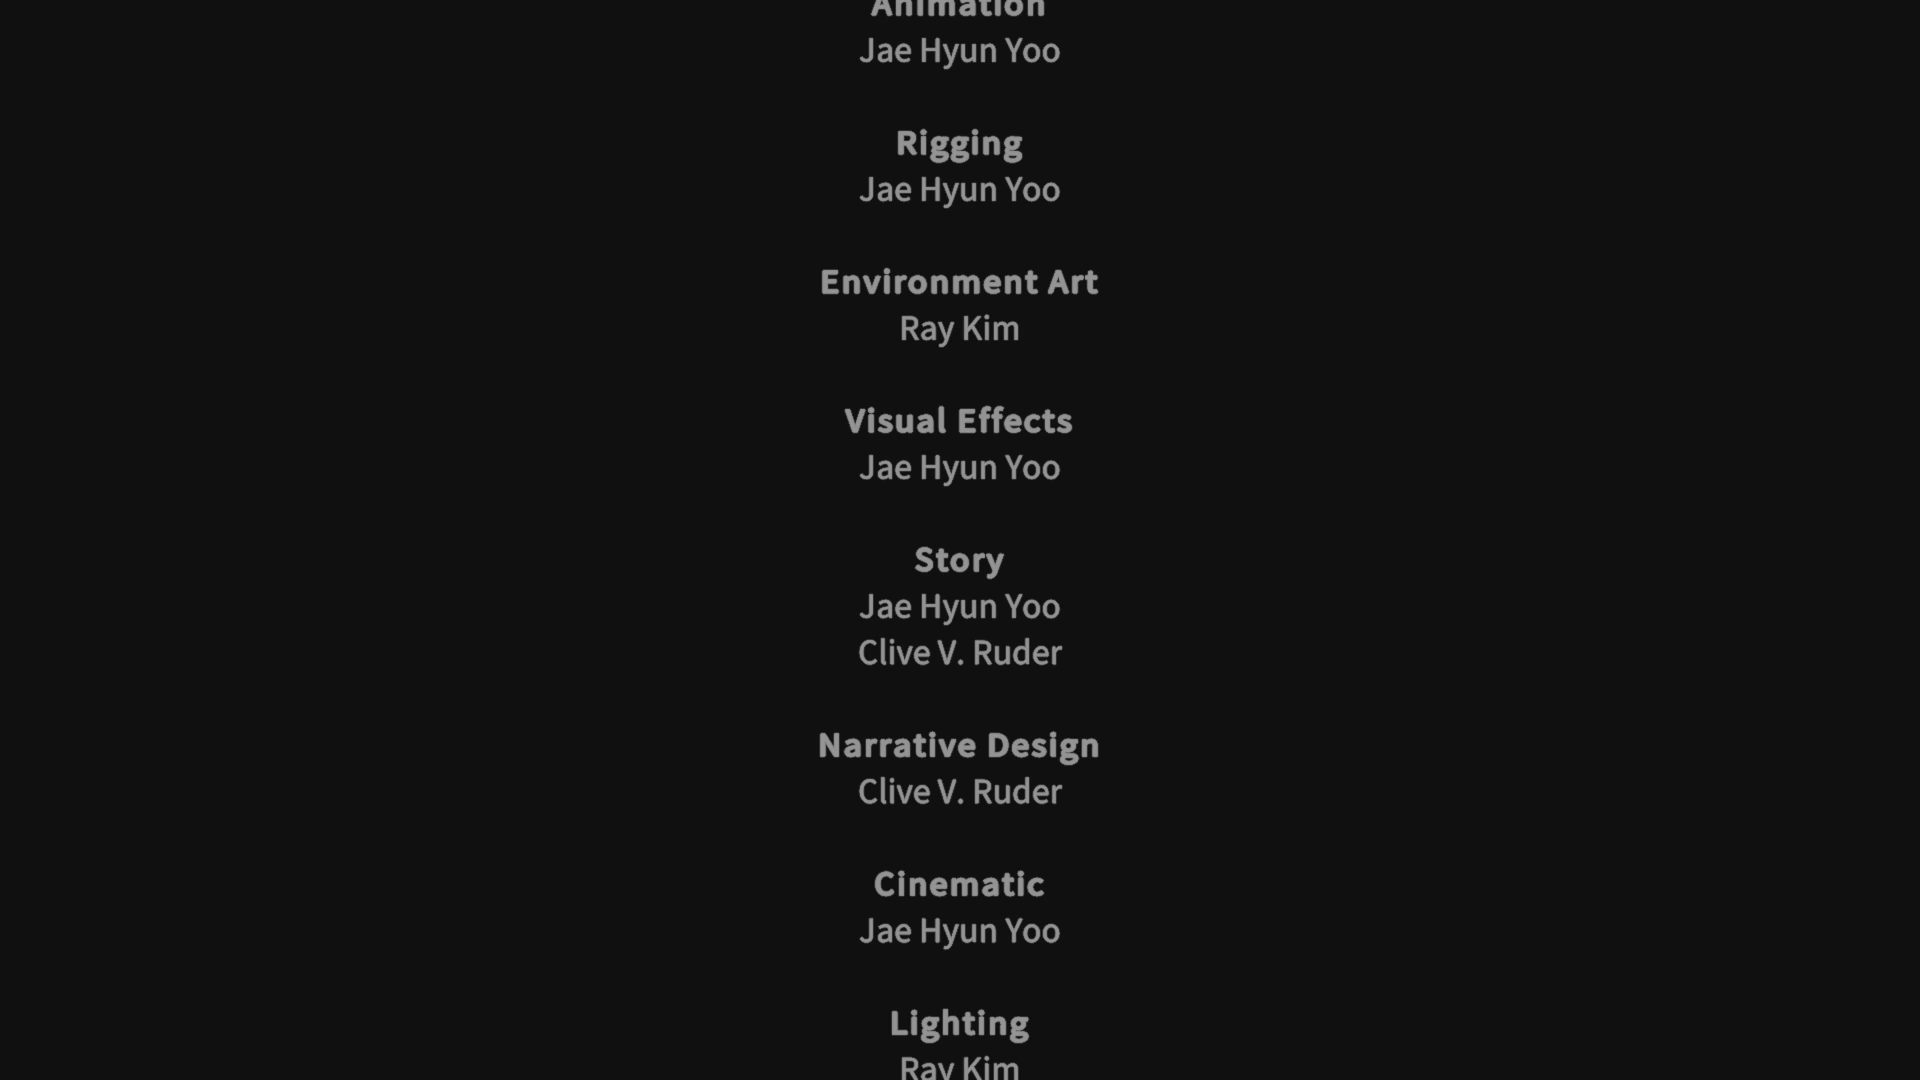 Animation
Jae Hyun Yoo
Rigging
Jae Hyun Yoo
Environment Art
Ray Kim
Visual Effects
Jae Hyun Yoo
Story
Jae Hyun Yoo
Clive V. Ruder
Narrative Design
Clive V. Ruder
Cinematic
Jae Hyun Yoo
Lighting
Ray Kim